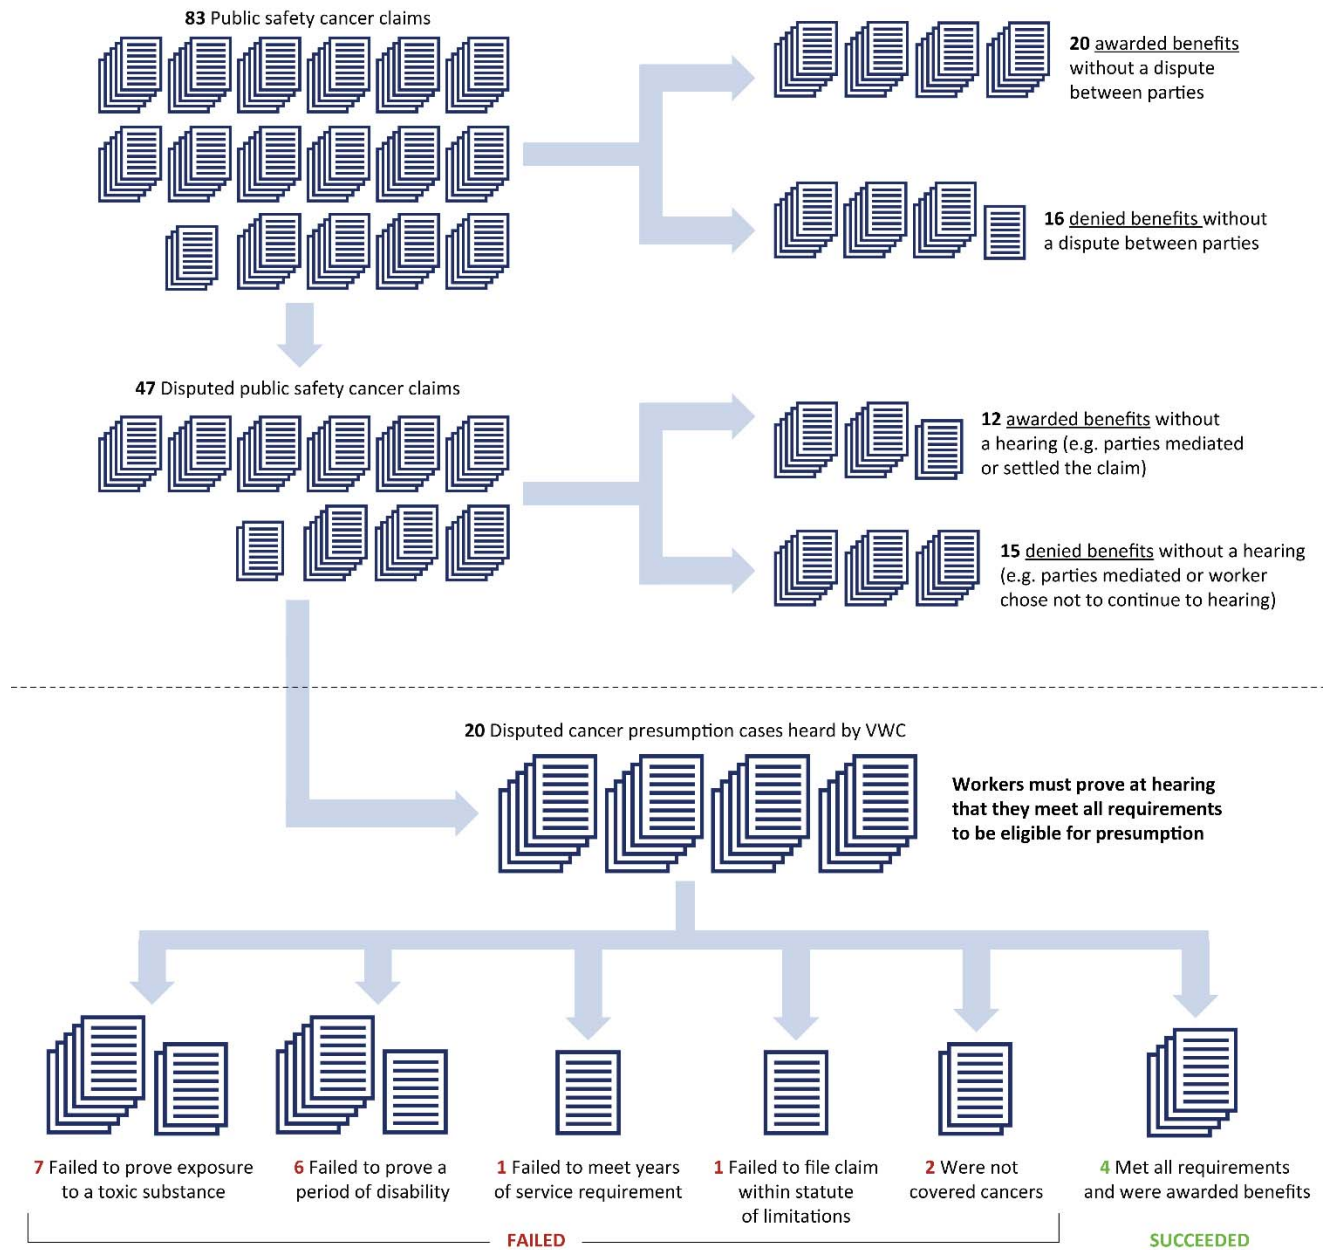 83 Public safety cancer claims
20 awarded benefits
without a dispute
between parties
16 denied benefits without
a dispute between parties
47 Disputed public safety cancer claims
12 awarded benefits without
a hearing (e.g. parties mediated
or settled the claim)
15 denied benefits without a hearing
(e.g. parties mediated or worker
chose not to continue to hearing)
20 Disputed cancer presumption cases heard by VWC
Workers must prove at hearing
that they meet all requirements
to be eligible for presumption
7 Failed to prove exposure
to a toxic substance
6 Failed to prove a
period of disability
1 Failed to meet years
of service requirement
1 Failed to file claim
within statute
of limitations
2 Were not
covered cancers
4 Met all requirements
and were awarded benefits
FAILED
SUCCEEDED